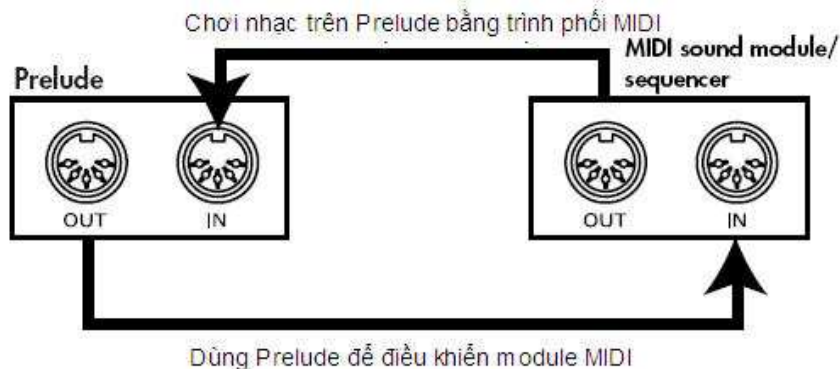 Chơi nhạc trên Prelude bằng trình phối MIDI
MIDI sound module/
sequencer
Prelude
OUT
IN
OUT
IN
Dùng Prelude để điều khiển module MIDI